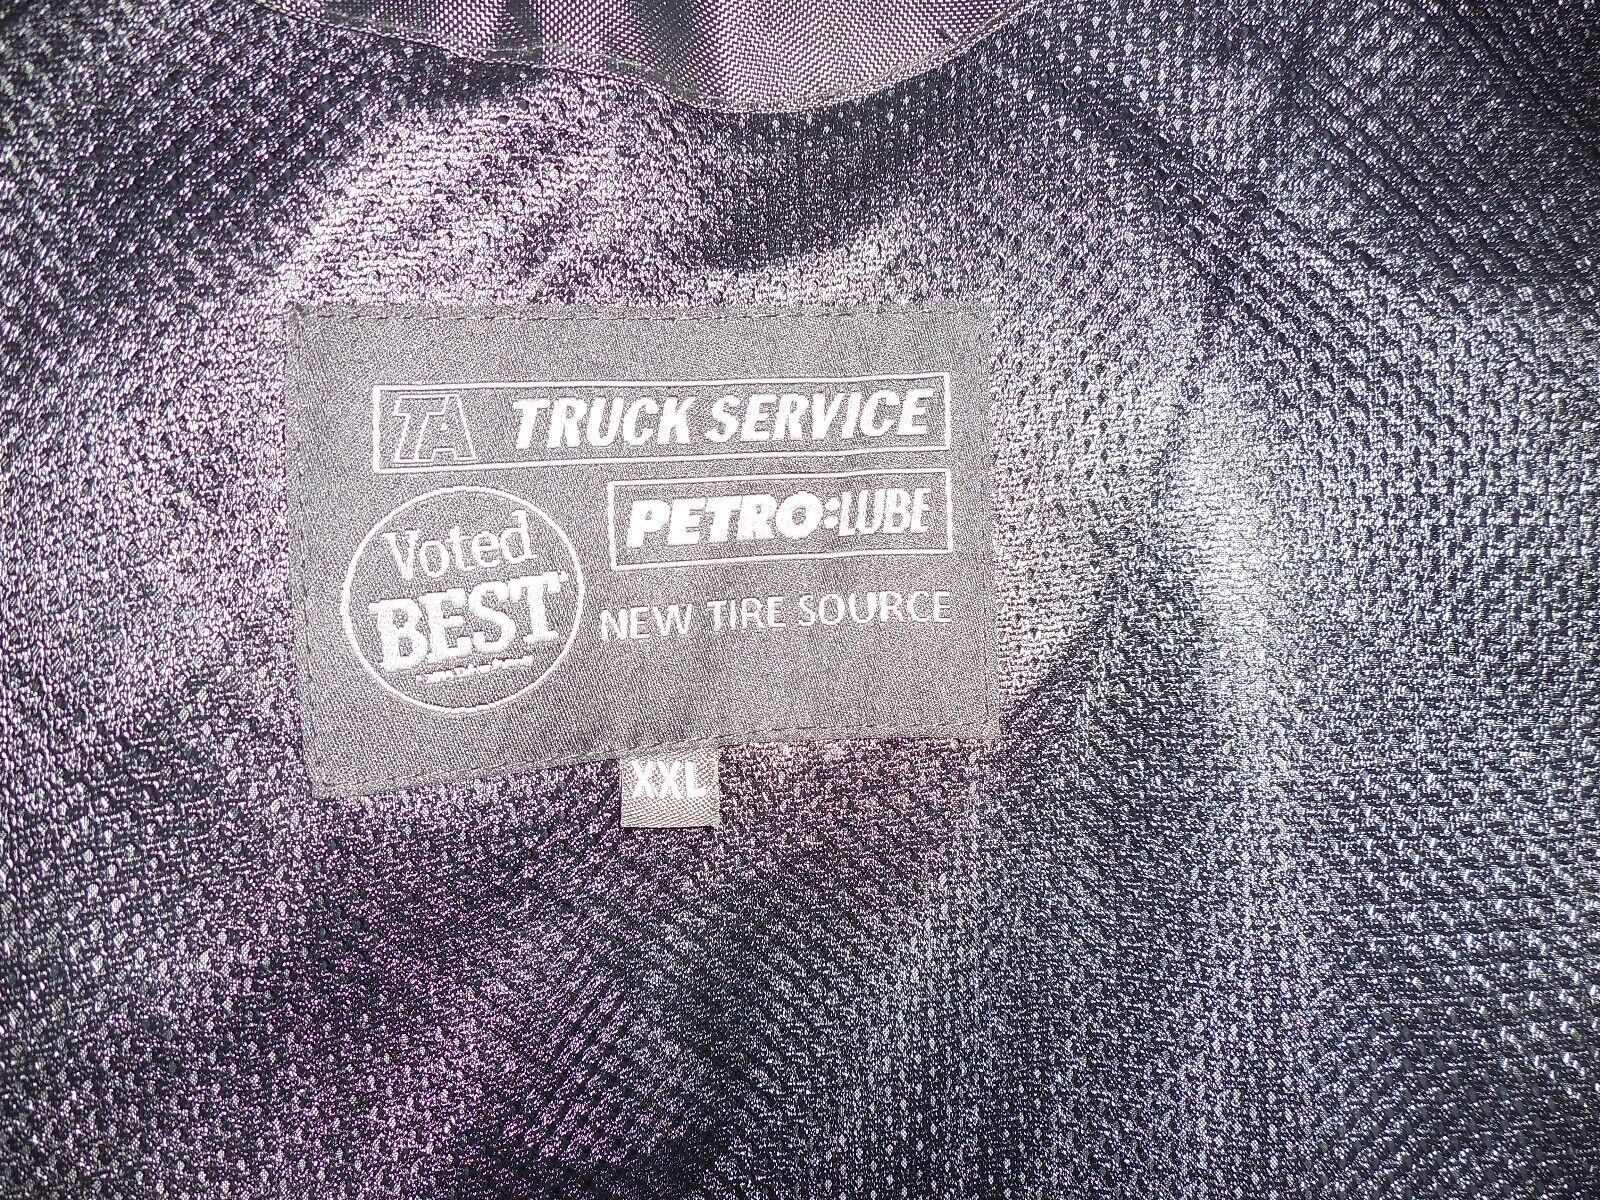 TA TRUCK SERVICE
PETRO:LUBE
Voted
BEST
NEW TIRE SOURCE
XXL